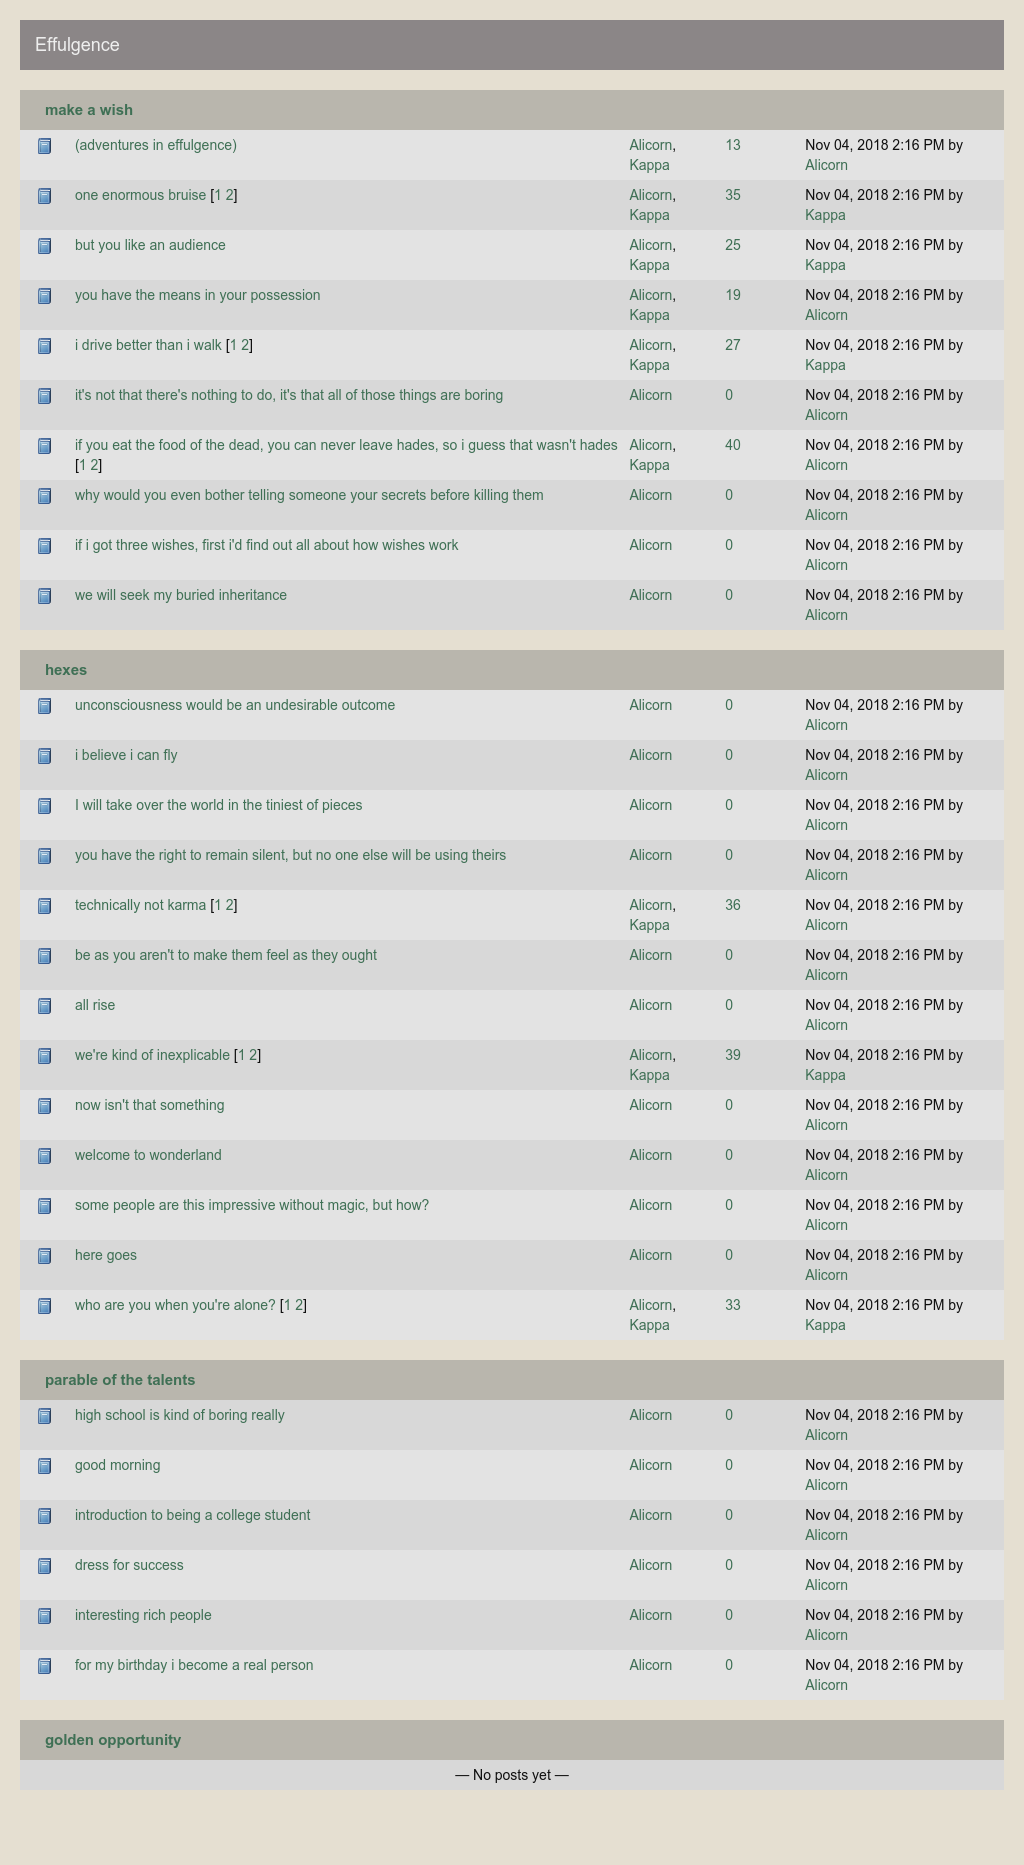 Effulgence
make a wish
(adventures in effulgence) Alicorn, 13 Nov 04, 2018 2:16 PM by
Kappa Alicorn
one enormous bruise [1 2] Alicorn, 35 Nov 04, 2018 2:16 PM by
Kappa Kappa
but you like an audience Alicorn, 25 Nov 04, 2018 2:16 PM by
Kappa Kappa
you have the means in your possession Alicorn, 19 Nov 04, 2018 2:16 PM by
Kappa Alicorn
i drive better than i walk [1 2] Alicorn, 27 Nov 04, 2018 2:16 PM by
Kappa Kappa
it's not that there's nothing to do, it's that all of those things are boring Alicorn 0 Nov 04, 2018 2:16 PM by
Alicorn
if you eat the food of the dead, you can never leave hades, so i guess that wasn't hades Alicorn, 40 Nov 04, 2018 2:16 PM by
[1 2] Kappa Alicorn
why would you even bother telling someone your secrets before killing them Alicorn 0 Nov 04, 2018 2:16 PM by
Alicorn
if i got three wishes, first i'd find out all about how wishes work Alicorn 0 Nov 04, 2018 2:16 PM by
Alicorn
we will seek my buried inheritance Alicorn 0 Nov 04, 2018 2:16 PM by
Alicorn
hexes
unconsciousness would be an undesirable outcome Alicorn 0 Nov 04, 2018 2:16 PM by
Alicorn
i believe i can fly Alicorn 0 Nov 04, 2018 2:16 PM by
Alicorn
I will take over the world in the tiniest of pieces Alicorn 0 Nov 04, 2018 2:16 PM by
Alicorn
you have the right to remain silent, but no one else will be using theirs Alicorn 0 Nov 04, 2018 2:16 PM by
Alicorn
technically not karma [1 2] Alicorn, 36 Nov 04, 2018 2:16 PM by
Kappa Alicorn
be as you aren't to make them feel as they ought Alicorn 0 Nov 04, 2018 2:16 PM by
Alicorn
all rise Alicorn 0 Nov 04, 2018 2:16 PM by
Alicorn
we're kind of inexplicable [1 2] Alicorn, 39 Nov 04, 2018 2:16 PM by
Kappa Kappa
now isn't that something Alicorn 0 Nov 04, 2018 2:16 PM by
Alicorn
welcome to wonderland Alicorn 0 Nov 04, 2018 2:16 PM by
Alicorn
some people are this impressive without magic, but how? Alicorn 0 Nov 04, 2018 2:16 PM by
Alicorn
here goes Alicorn 0 Nov 04, 2018 2:16 PM by
Alicorn
who are you when you're alone? [1 2] Alicorn, 33 Nov 04, 2018 2:16 PM by
Kappa Kappa
parable of the talents
high school is kind of boring really Alicorn 0 Nov 04, 2018 2:16 PM by
Alicorn
good morning Alicorn 0 Nov 04, 2018 2:16 PM by
Alicorn
introduction to being a college student Alicorn 0 Nov 04, 2018 2:16 PM by
Alicorn
dress for success Alicorn 0 Nov 04, 2018 2:16 PM by
Alicorn
interesting rich people Alicorn 0 Nov 04, 2018 2:16 PM by
Alicorn
for my birthday i become a real person Alicorn 0 Nov 04, 2018 2:16 PM by
Alicorn
golden opportunity
— No posts yet —